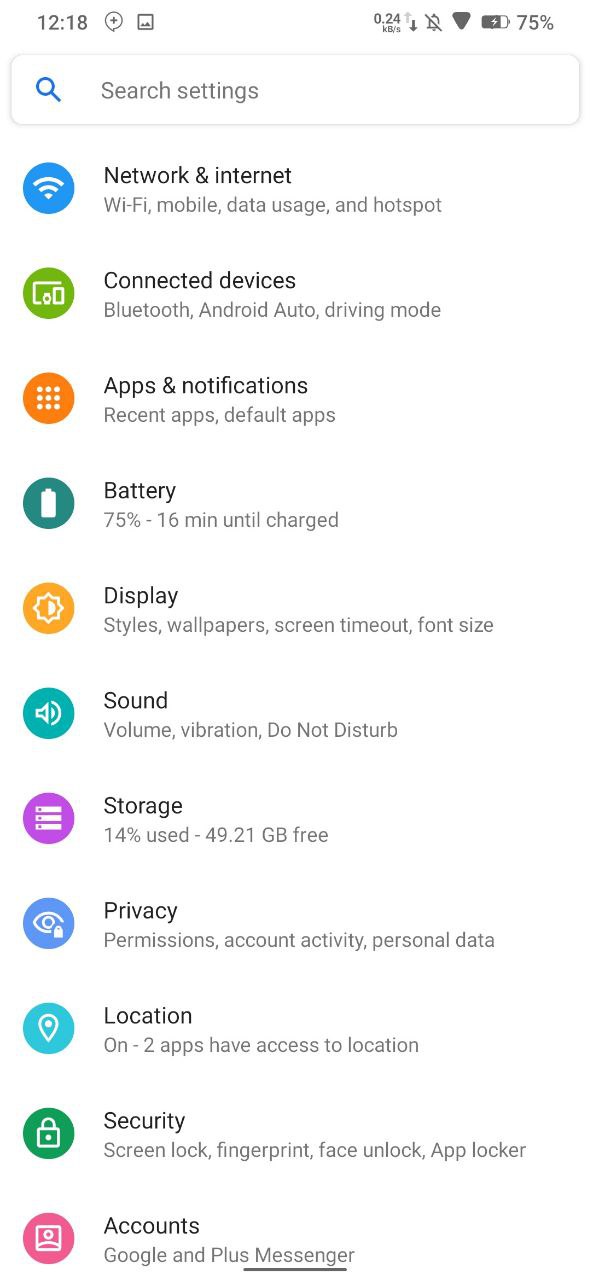 12:18 0.24 kB/s 75%
Search settings
Network & internet
Wi-Fi, mobile, data usage, and hotspot
Connected devices
Bluetooth, Android Auto, driving mode
Apps & notifications
Recent apps, default apps
Battery
75% - 16 min until charged
Display
Styles, wallpapers, screen timeout, font size
Sound
Volume, vibration, Do Not Disturb
Storage
14% used - 49.21 GB free
Privacy
Permissions, account activity, personal data
Location
On - 2 apps have access to location
Security
Screen lock, fingerprint, face unlock, App locker
Accounts
Google and Plus Messenger